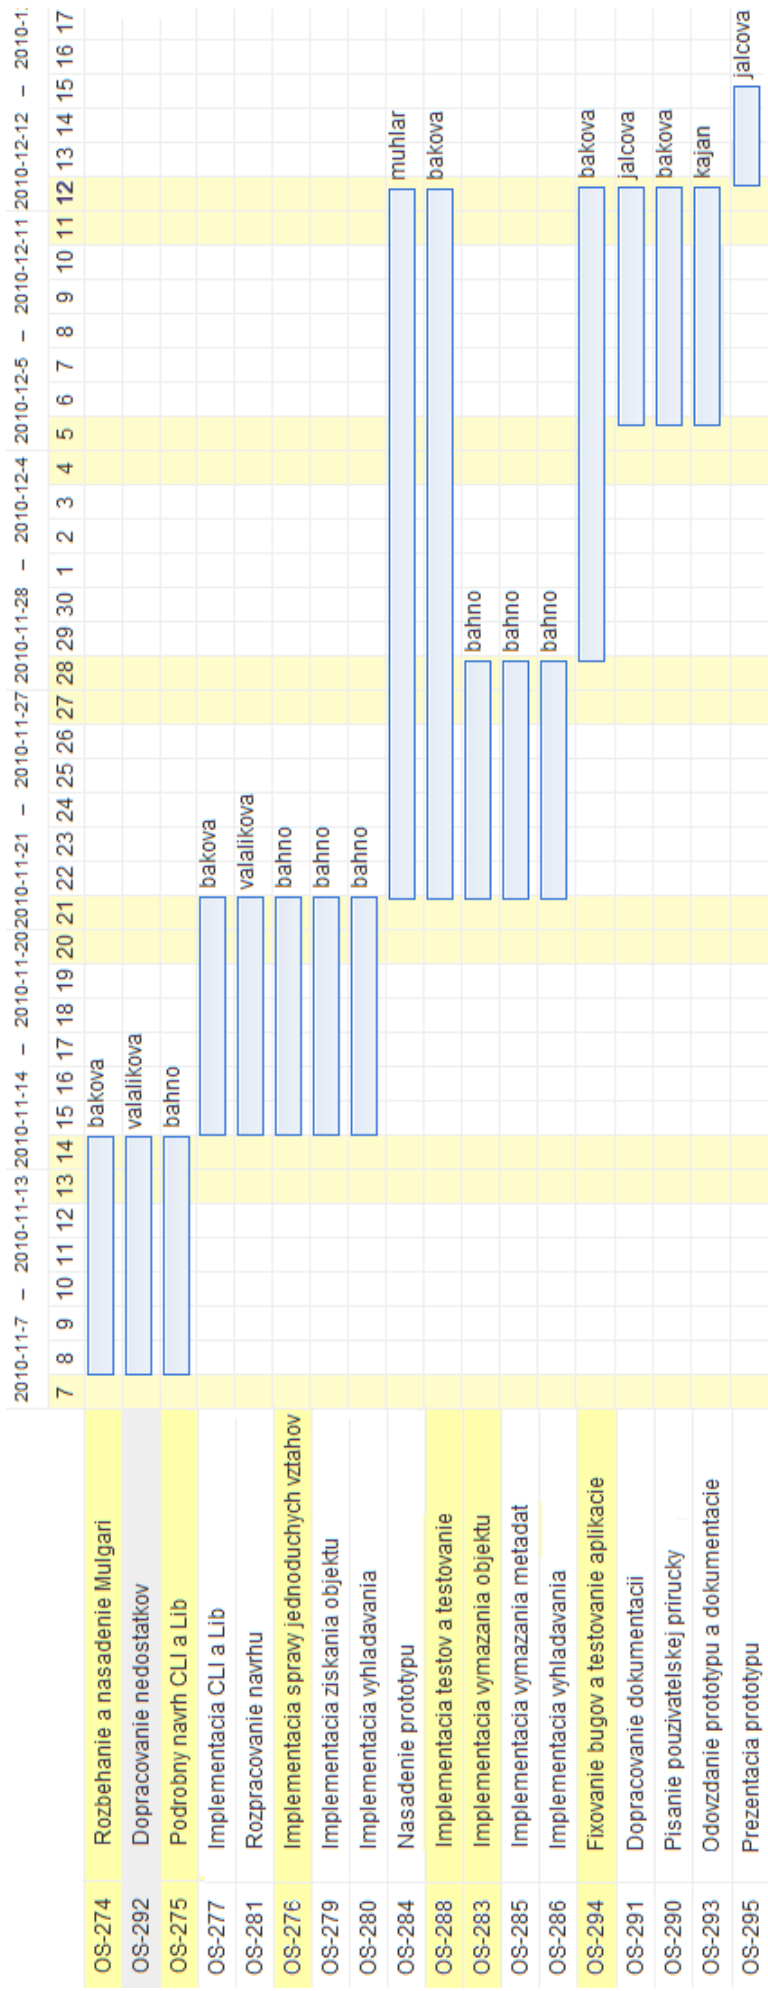 2010-11-7 – 2010-11-13 2010-11-14 – 2010-11-20 2010-11-21 – 2010-11-27 2010-11-28 – 2010-12-4 2010-12-5 – 2010-12-11 2010-12-12 – 2010-1
7 8 9 10 11 12 13 14 15 16 17 18 19 20 21 22 23 24 25 26 27 28 29 30 1 2 3 4 5 6 7 8 9 10 11 12 13 14 15 16 17
OS-274 Rozbehanie a nasadenie Mulgari bakova
OS-292 Dopracovanie nedostatkov valalikova
OS-275 Podrobny navrh CLI a Lib bahno
OS-277 Implementacia CLI a Lib bakova
OS-281 Rozpracovanie navrhu valalikova
OS-276 Implementacia spravy jednoduchych vztahov bahno
OS-279 Implementacia ziskania objektu bahno
OS-280 Implementacia vyhladavania bahno
OS-284 Nasadenie prototypu muhlar
OS-288 Implementacia testov a testovanie bakova
OS-283 Implementacia vymazania objektu bahno
OS-285 Implementacia vymazania metadat bahno
OS-286 Implementacia vyhladavania bahno
OS-294 Fixovanie bugov a testovanie aplikacie bakova
OS-291 Dopracovanie dokumentacii jalcova
OS-290 Pisanie pouzivatelskej prirucky bakova
OS-293 Odovzdanie prototypu a dokumentacie kajan
OS-295 Prezentacia prototypu jalcova